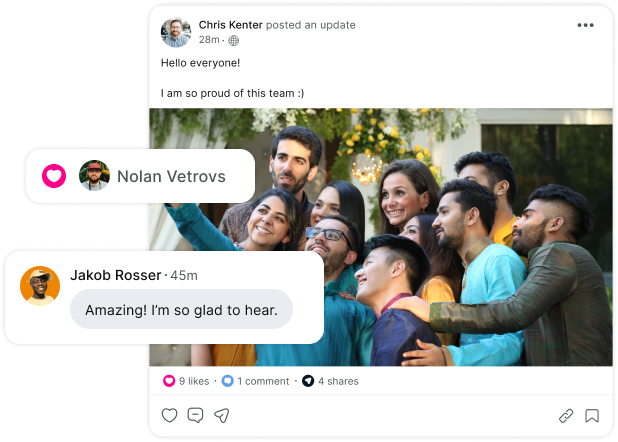 Chris Kenter posted an update
28m ·
Hello everyone!
I am so proud of this team :)
Nolan Vetrovs
Jakob Rosser · 45m
Amazing! I'm so glad to hear.
9 likes · 1 comment · 4 shares